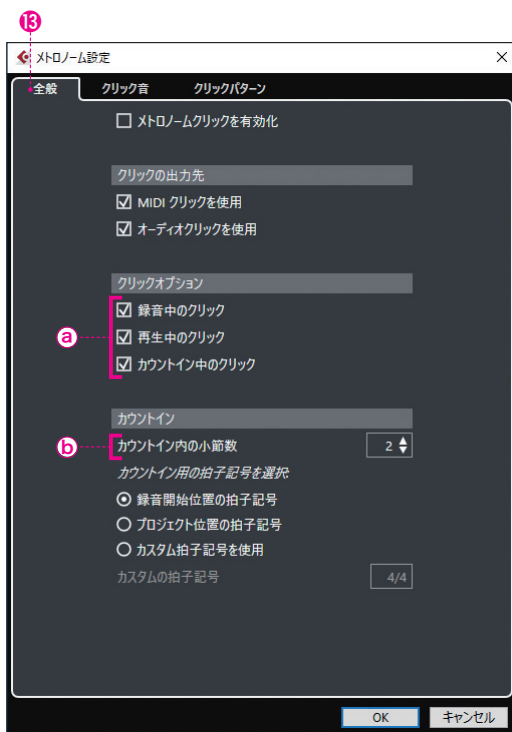 ⓭
メトロノーム設定
全般 クリック音 クリックパターン
メトロノームクリックを有効化
クリックの出力先
MIDI クリックを使用
オーディオクリックを使用
クリックオプション
録音中のクリック
ⓐ 再生中のクリック
カウントイン中のクリック
カウントイン
ⓑ カウントイン内の小節数 2
カウントイン用の拍子記号を選択:
録音開始位置の拍子記号
プロジェクト位置の拍子記号
カスタム拍子記号を使用
カスタムの拍子記号 4/4
OK キャンセル